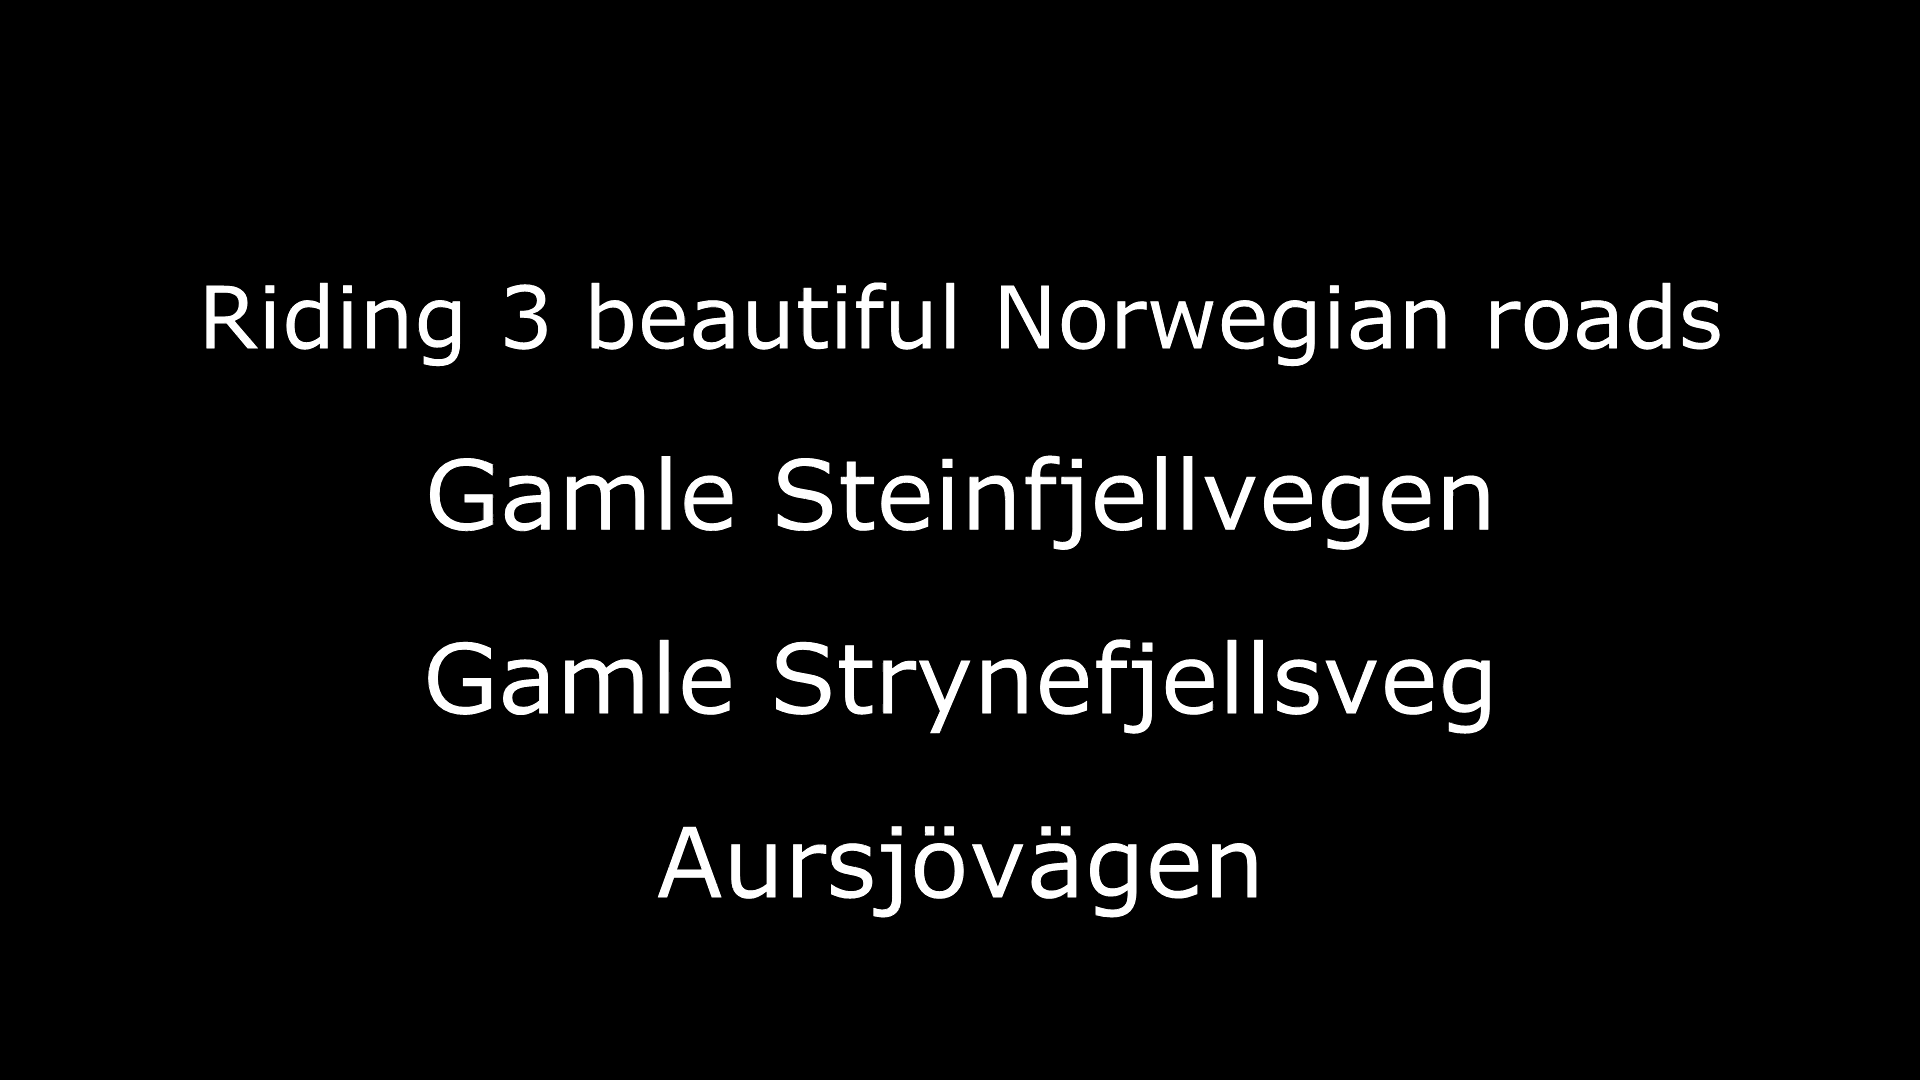 Riding 3 beautiful Norwegian roads
Gamle Steinfjellvegen
Gamle Strynefjellsveg
Aursjövägen